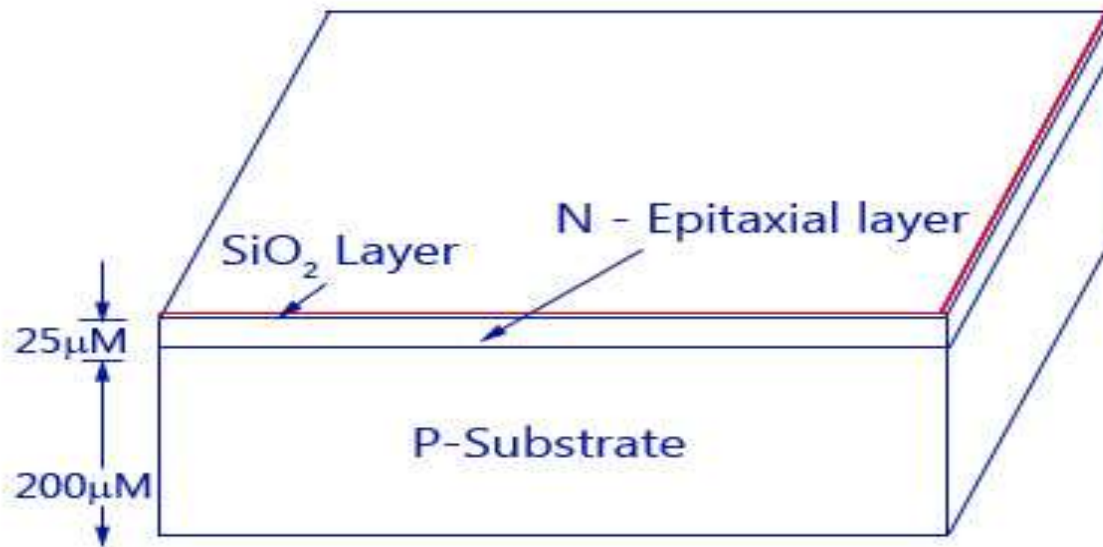 N - Epitaxial layer
SiO₂ Layer
25μM
P-Substrate
200μM